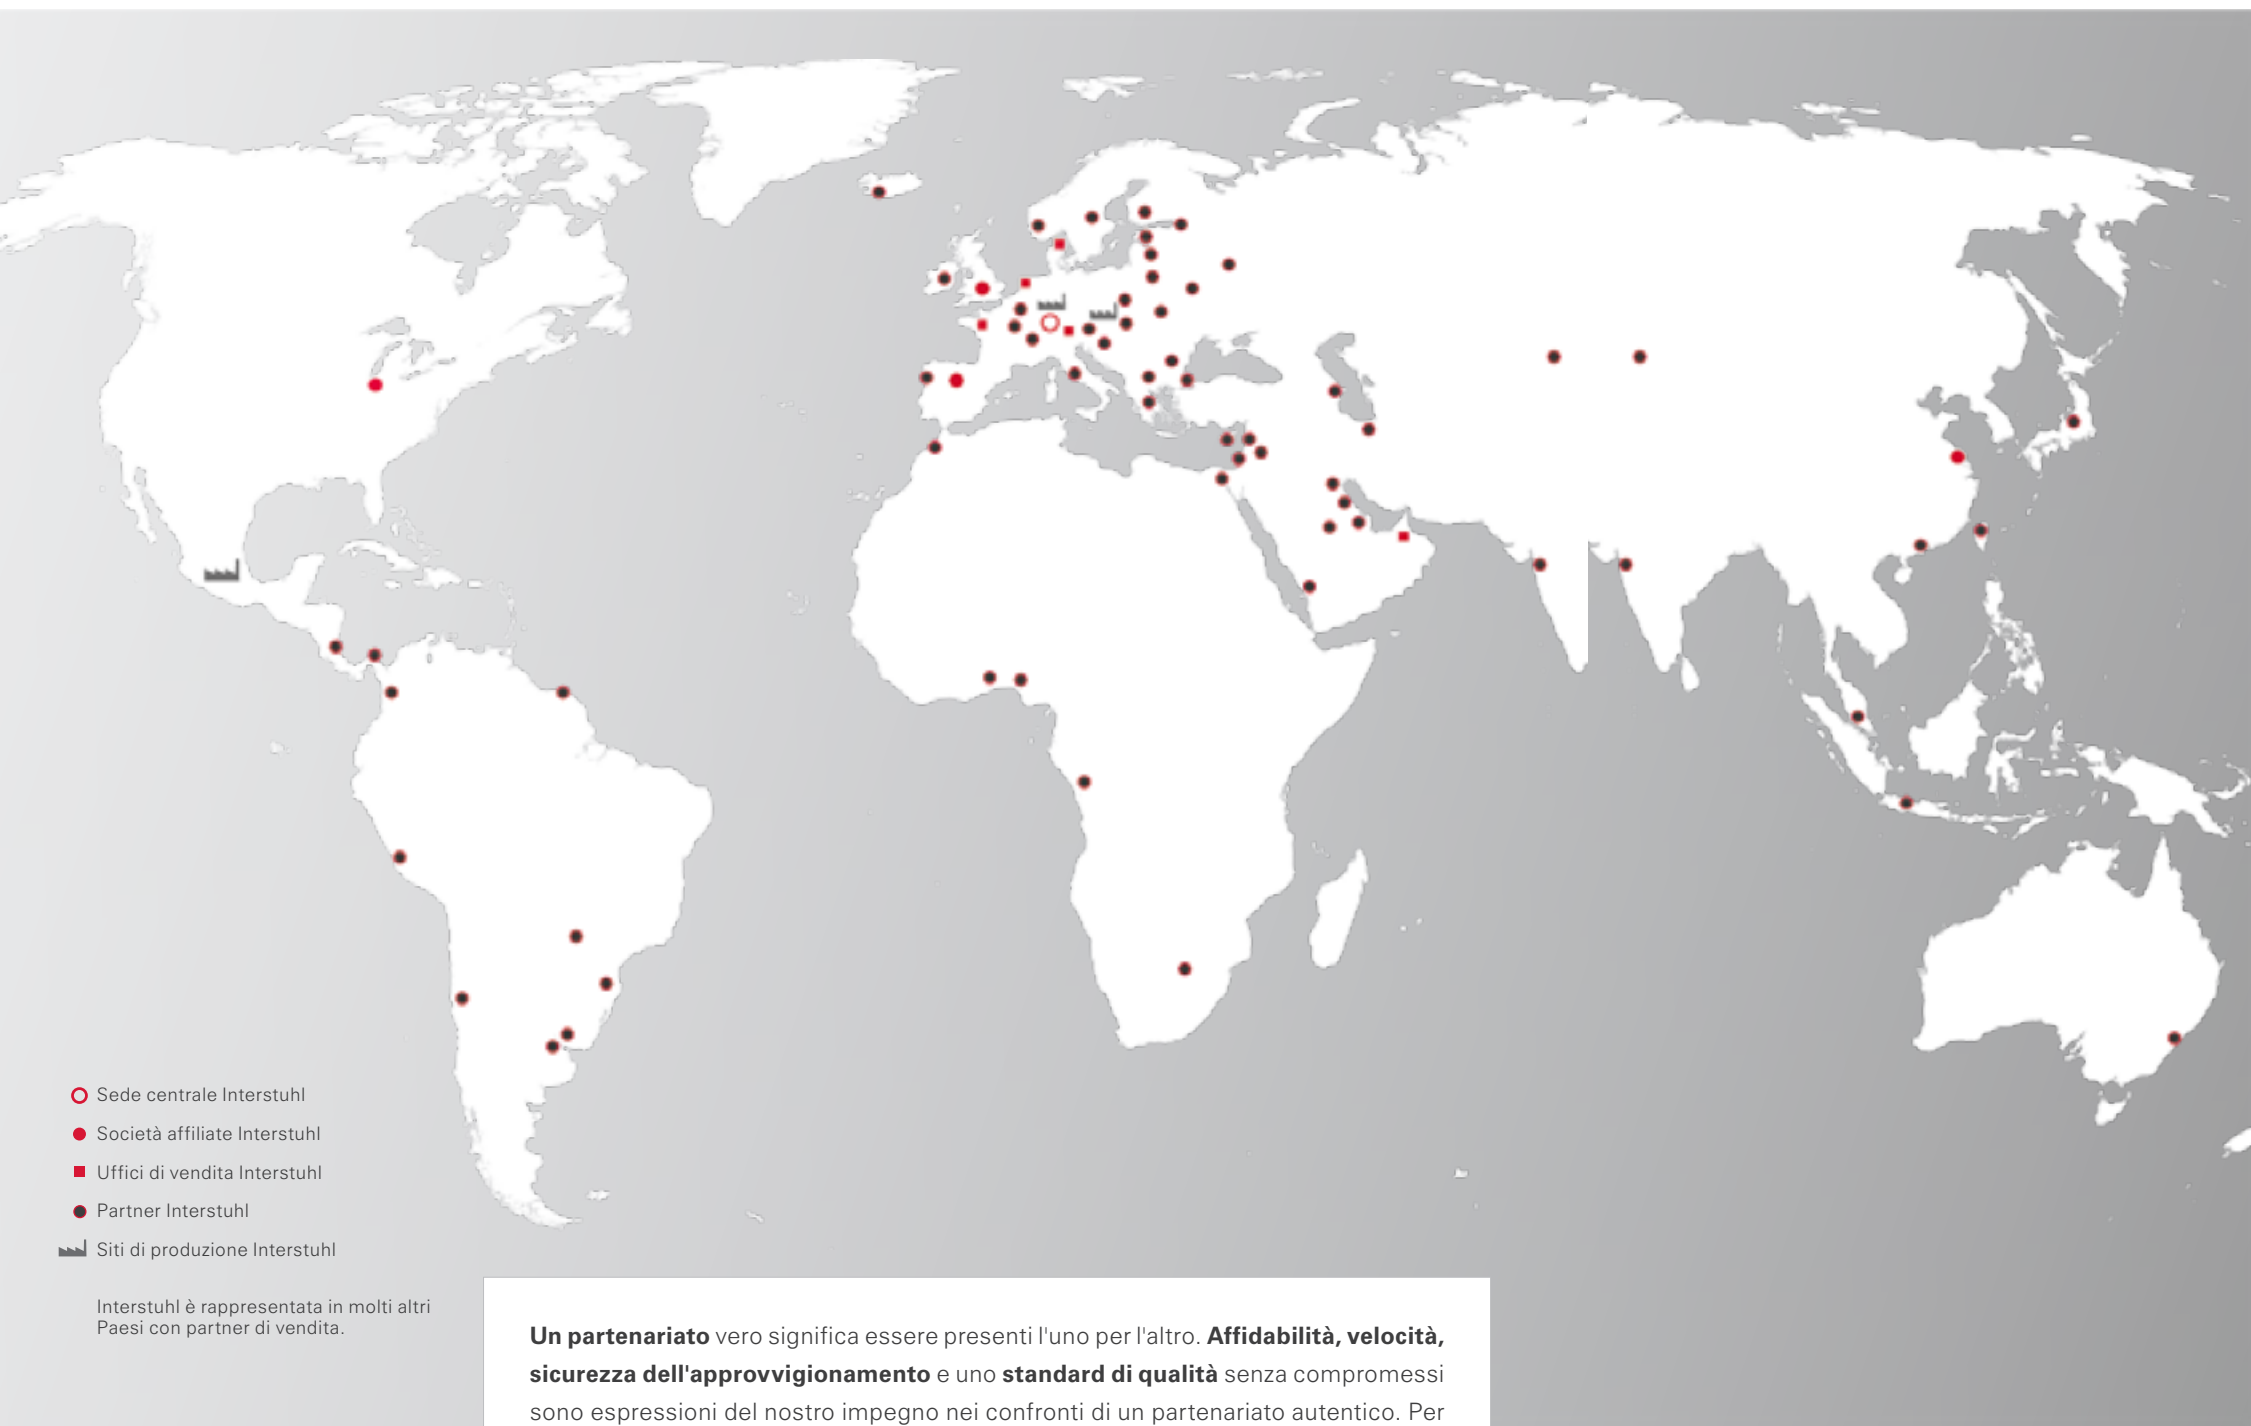 Sede centrale Interstuhl
Società affiliate Interstuhl
Uffici di vendita Interstuhl
Partner Interstuhl
Siti di produzione Interstuhl
Interstuhl è rappresentata in molti altri
Paesi con partner di vendita.
Un partenariato vero significa essere presenti l'uno per l'altro. Affidabilità, velocità,
sicurezza dell'approvvigionamento e uno standard di qualità senza compromessi
sono espressioni del nostro impegno nei confronti di un partenariato autentico. Per